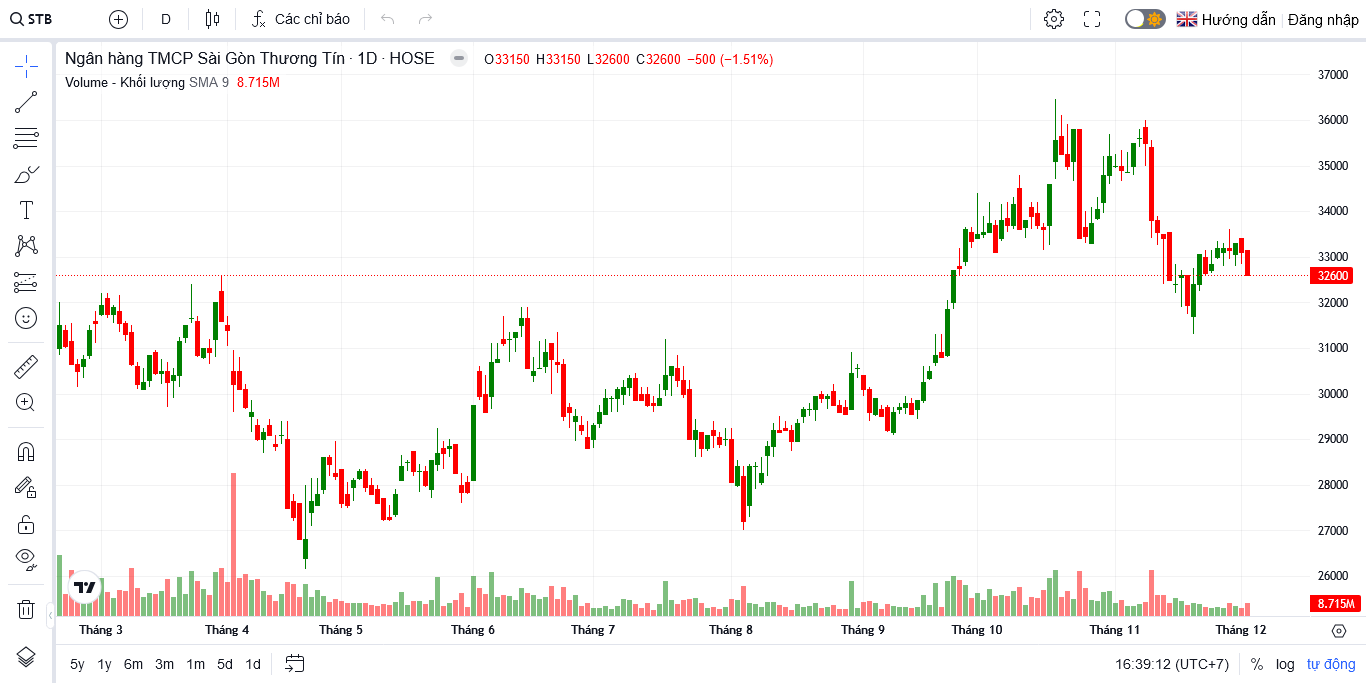 STB D Các chỉ báo Hướng dẫn Đăng nhập
Ngân hàng TMCP Sài Gòn Thương Tín · 1D · HOSE O33150 H33150 L32600 C32600 −500 (−1.51%)
Volume - Khối lượng SMA 9 8.715M
37000
36000
35000
34000
33000
32600
32000
31000
30000
29000
28000
27000
26000
8.715M
Tháng 3 Tháng 4 Tháng 5 Tháng 6 Tháng 7 Tháng 8 Tháng 9 Tháng 10 Tháng 11 Tháng 12
5y 1y 6m 3m 1m 5d 1d 16:39:12 (UTC+7) % log tự động